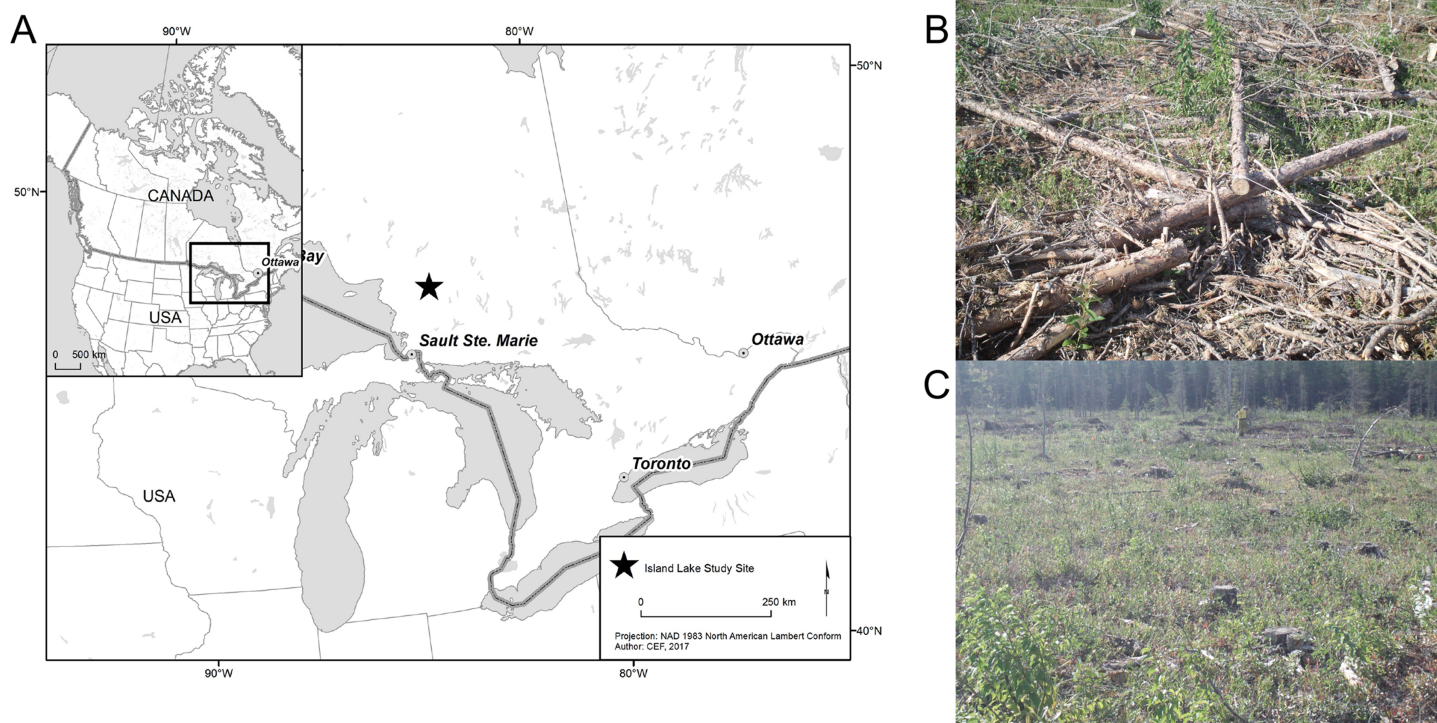 A
90°W
80°W
50°N
50°N
CANADA
Ottawa
USA
0 500 km
Bay
Sault Ste. Marie
Ottawa
Toronto
USA
Island Lake Study Site
0 250 km
N
Projection: NAD 1983 North American Lambert Conform
Author: CEF, 2017
40°N
90°W
80°W
B
C